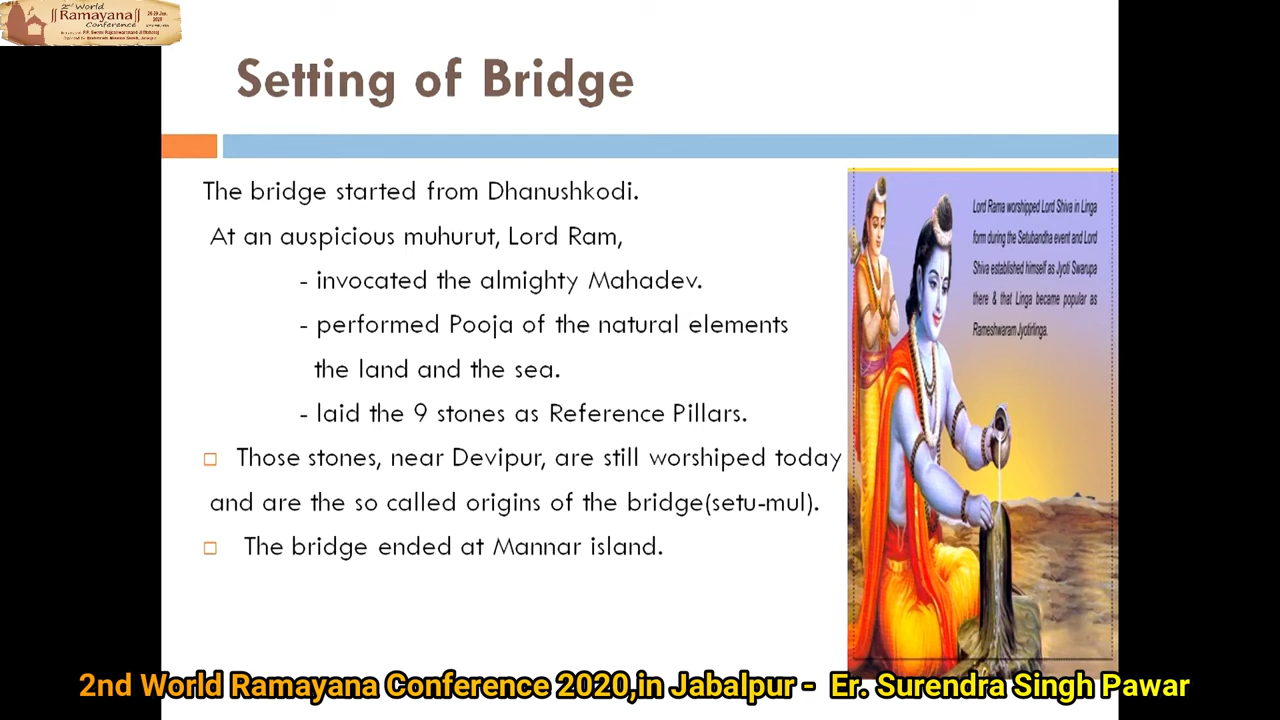 2nd World
||Ramayana||
Conference
Setting of Bridge
The bridge started from Dhanushkodi.
At an auspicious muhurut, Lord Ram,
- invocated the almighty Mahadev.
- performed Pooja of the natural elements
the land and the sea.
- laid the 9 stones as Reference Pillars.
Those stones, near Devipur, are still worshiped today
and are the so called origins of the bridge(setu-mul).
The bridge ended at Mannar island.
Lord Rama worshipped Lord Shiva in Linga
form during the Setubandha event and Lord
Shiva established himself as Jyoti Swarupa
there & that Linga became popular as
Rameshwaram Jyotirlinga.
2nd World Ramayana Conference 2020,in Jabalpur - Er. Surendra Singh Pawar